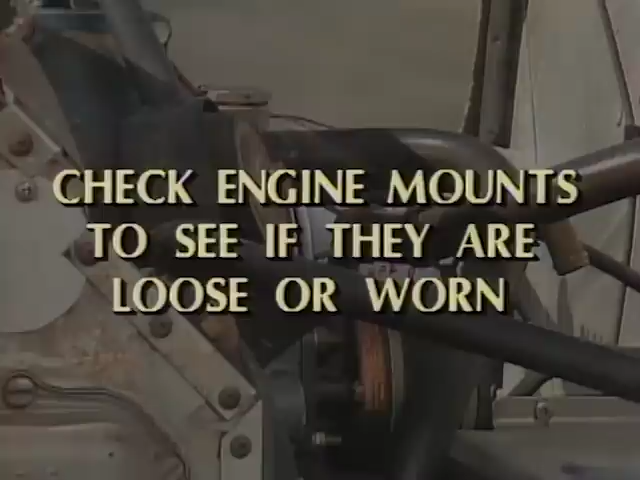 CHECK ENGINE MOUNTS
TO SEE IF THEY ARE
LOOSE OR WORN